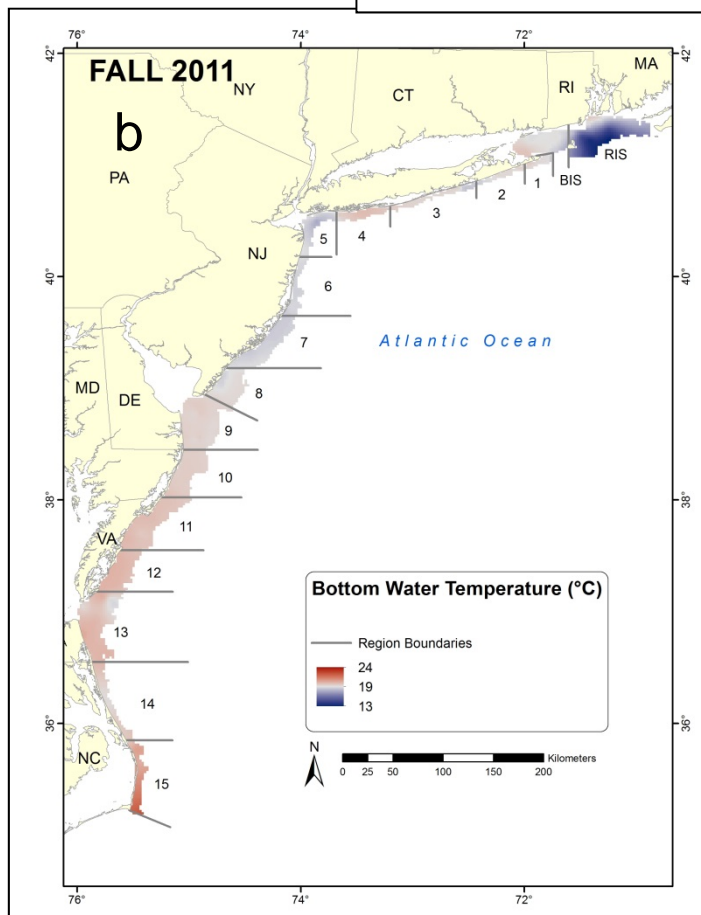 76° 74° 72°
42° 42°
FALL 2011
b
NY
CT
RI
MA
PA
RIS
BIS
1
2
3
4
5
NJ
40° 40°
6
7
Atlantic Ocean
MD
DE
8
9
10
38° 38°
11
VA
12
13
14
36° 36°
NC
15
Bottom Water Temperature (°C)
Region Boundaries
24
19
13
N
Kilometers
0 25 50 100 150 200
76° 74° 72°